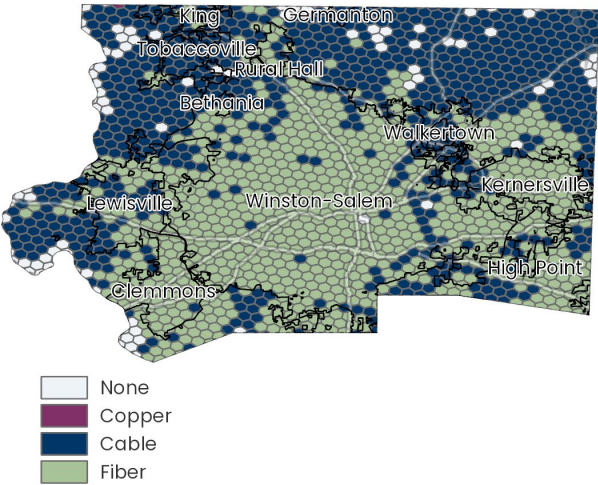 King
Germanton
Tobaccoville
Rural Hall
Bethania
Walkertown
Kernersville
Lewisville
Winston-Salem
High Point
Clemmons
None
Copper
Cable
Fiber